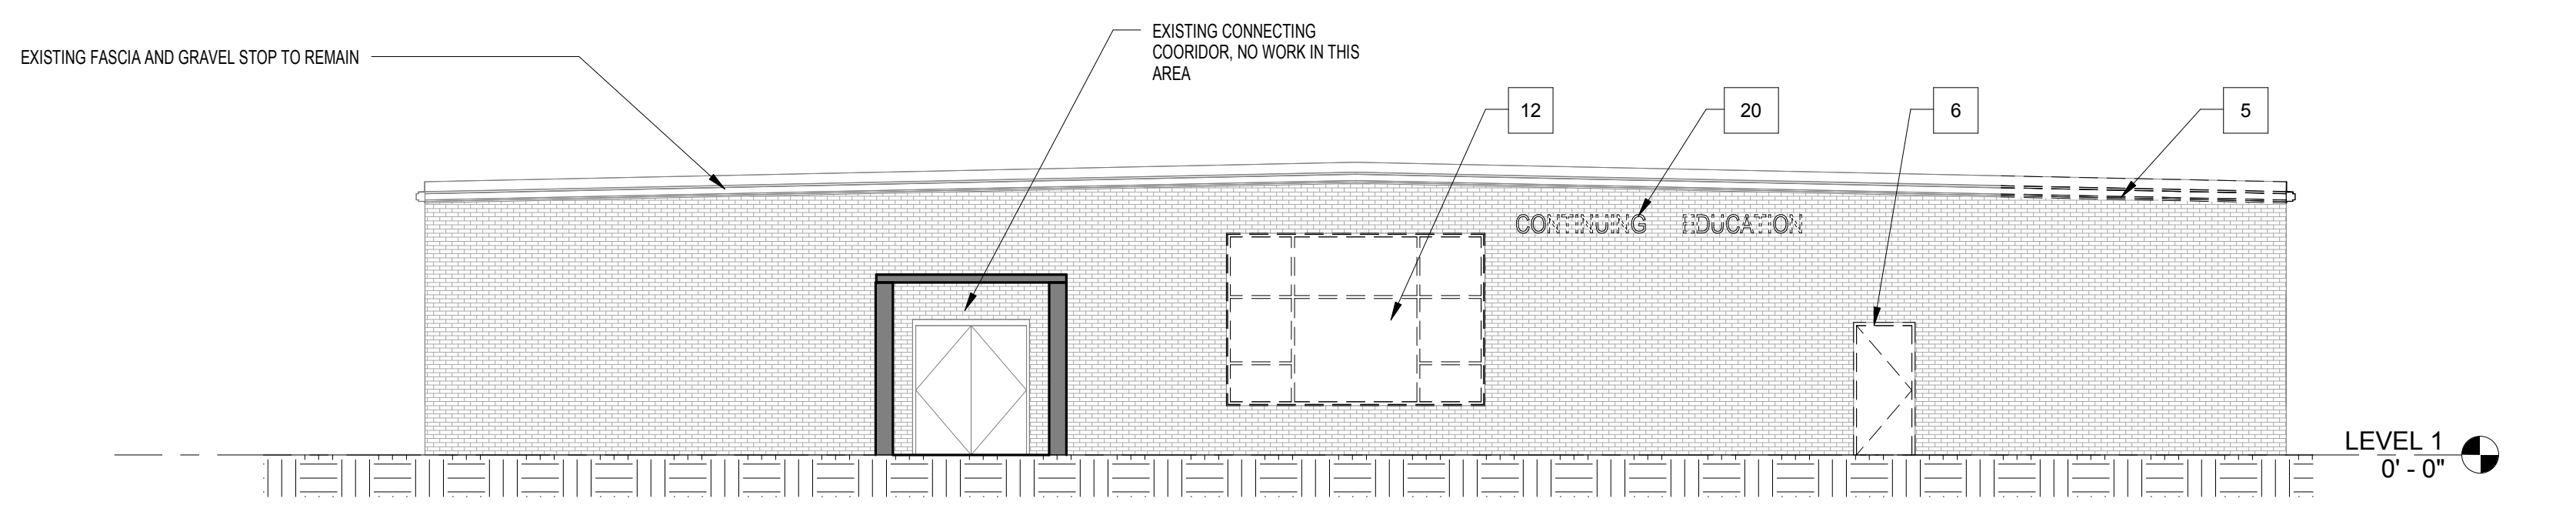 EXISTING CONNECTING
COORIDOR, NO WORK IN THIS
AREA
EXISTING FASCIA AND GRAVEL STOP TO REMAIN
12
20
6
5
CONTINUING EDUCATION
LEVEL 1
0' - 0"